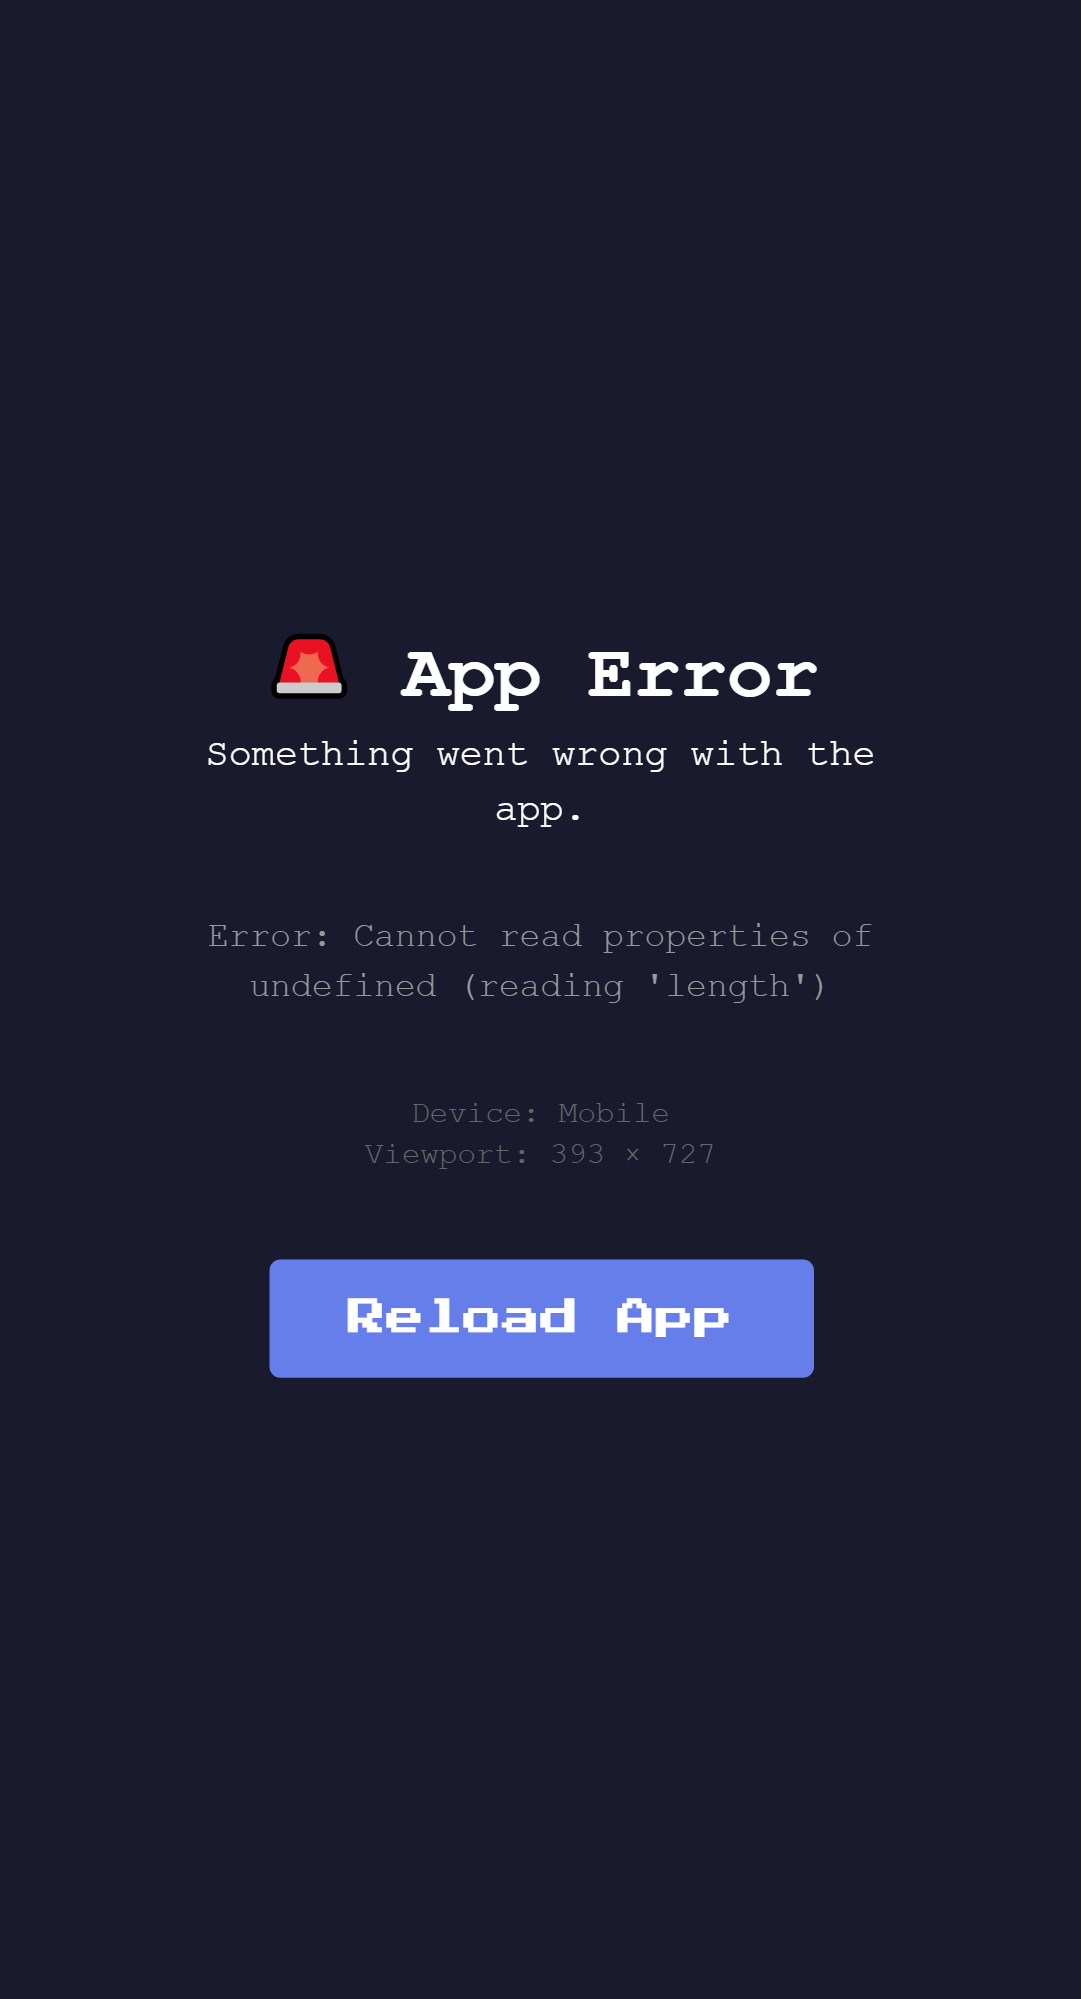 🚨 App Error
Something went wrong with the
app.
Error: Cannot read properties of
undefined (reading 'length')
Device: Mobile
Viewport: 393 × 727
Reload App